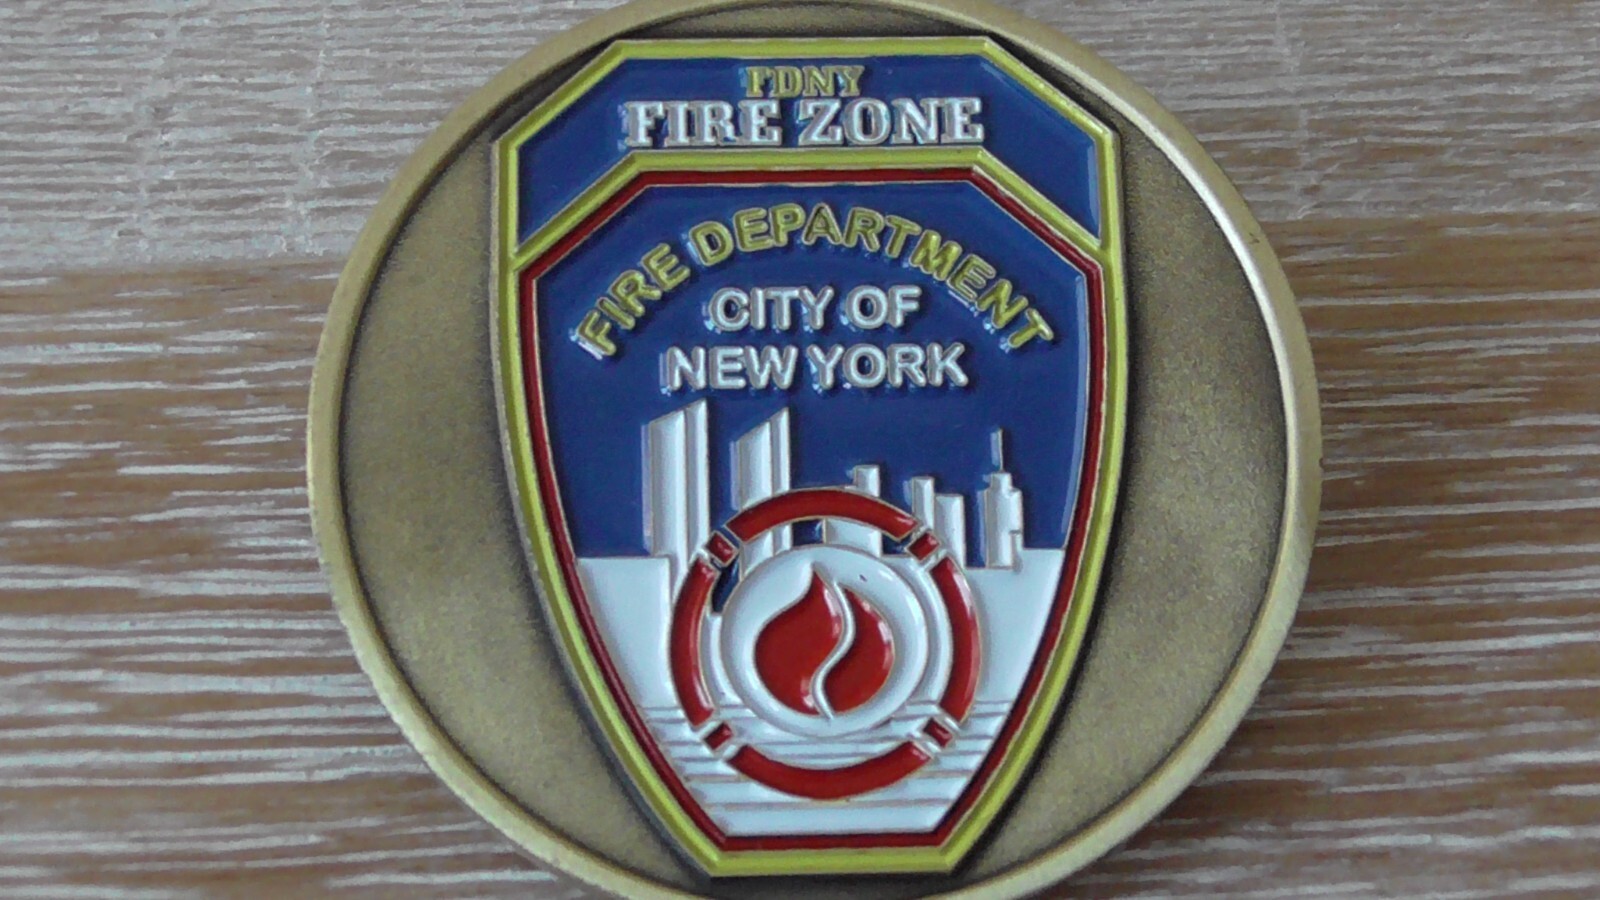 FDNY
FIRE ZONE
FIRE DEPARTMENT
CITY OF
NEW YORK